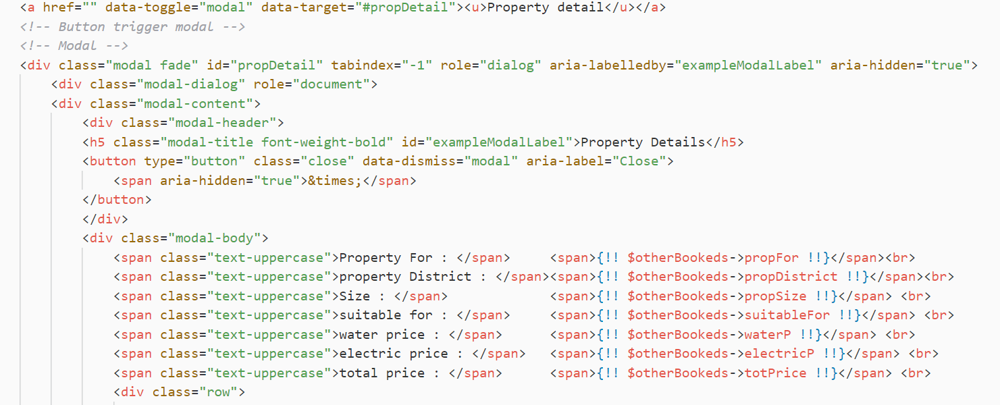 <a href="" data-toggle="modal" data-target="#propDetail"><u>Property detail</u></a>
<!-- Button trigger modal -->
<!-- Modal -->
<div class="modal fade" id="propDetail" tabindex="-1" role="dialog" aria-labelledby="exampleModalLabel" aria-hidden="true">
    <div class="modal-dialog" role="document">
    <div class="modal-content">
        <div class="modal-header">
        <h5 class="modal-title font-weight-bold" id="exampleModalLabel">Property Details</h5>
        <button type="button" class="close" data-dismiss="modal" aria-label="Close">
            <span aria-hidden="true">&times;</span>
        </button>
        </div>
        <div class="modal-body">
            <span class="text-uppercase">Property For : </span>     <span>{!! $otherBookeds->propFor !!}</span><br>
            <span class="text-uppercase">property District : </span><span>{!! $otherBookeds->propDistrict !!}</span><br>
            <span class="text-uppercase">Size : </span>             <span>{!! $otherBookeds->propSize !!}</span> <br>
            <span class="text-uppercase">suitable for : </span>     <span>{!! $otherBookeds->suitableFor !!}</span> <br>
            <span class="text-uppercase">water price : </span>      <span>{!! $otherBookeds->waterP !!}</span> <br>
            <span class="text-uppercase">electric price : </span>   <span>{!! $otherBookeds->electricP !!}</span> <br>
            <span class="text-uppercase">total price : </span>      <span>{!! $otherBookeds->totPrice !!}</span> <br>
            <div class="row">